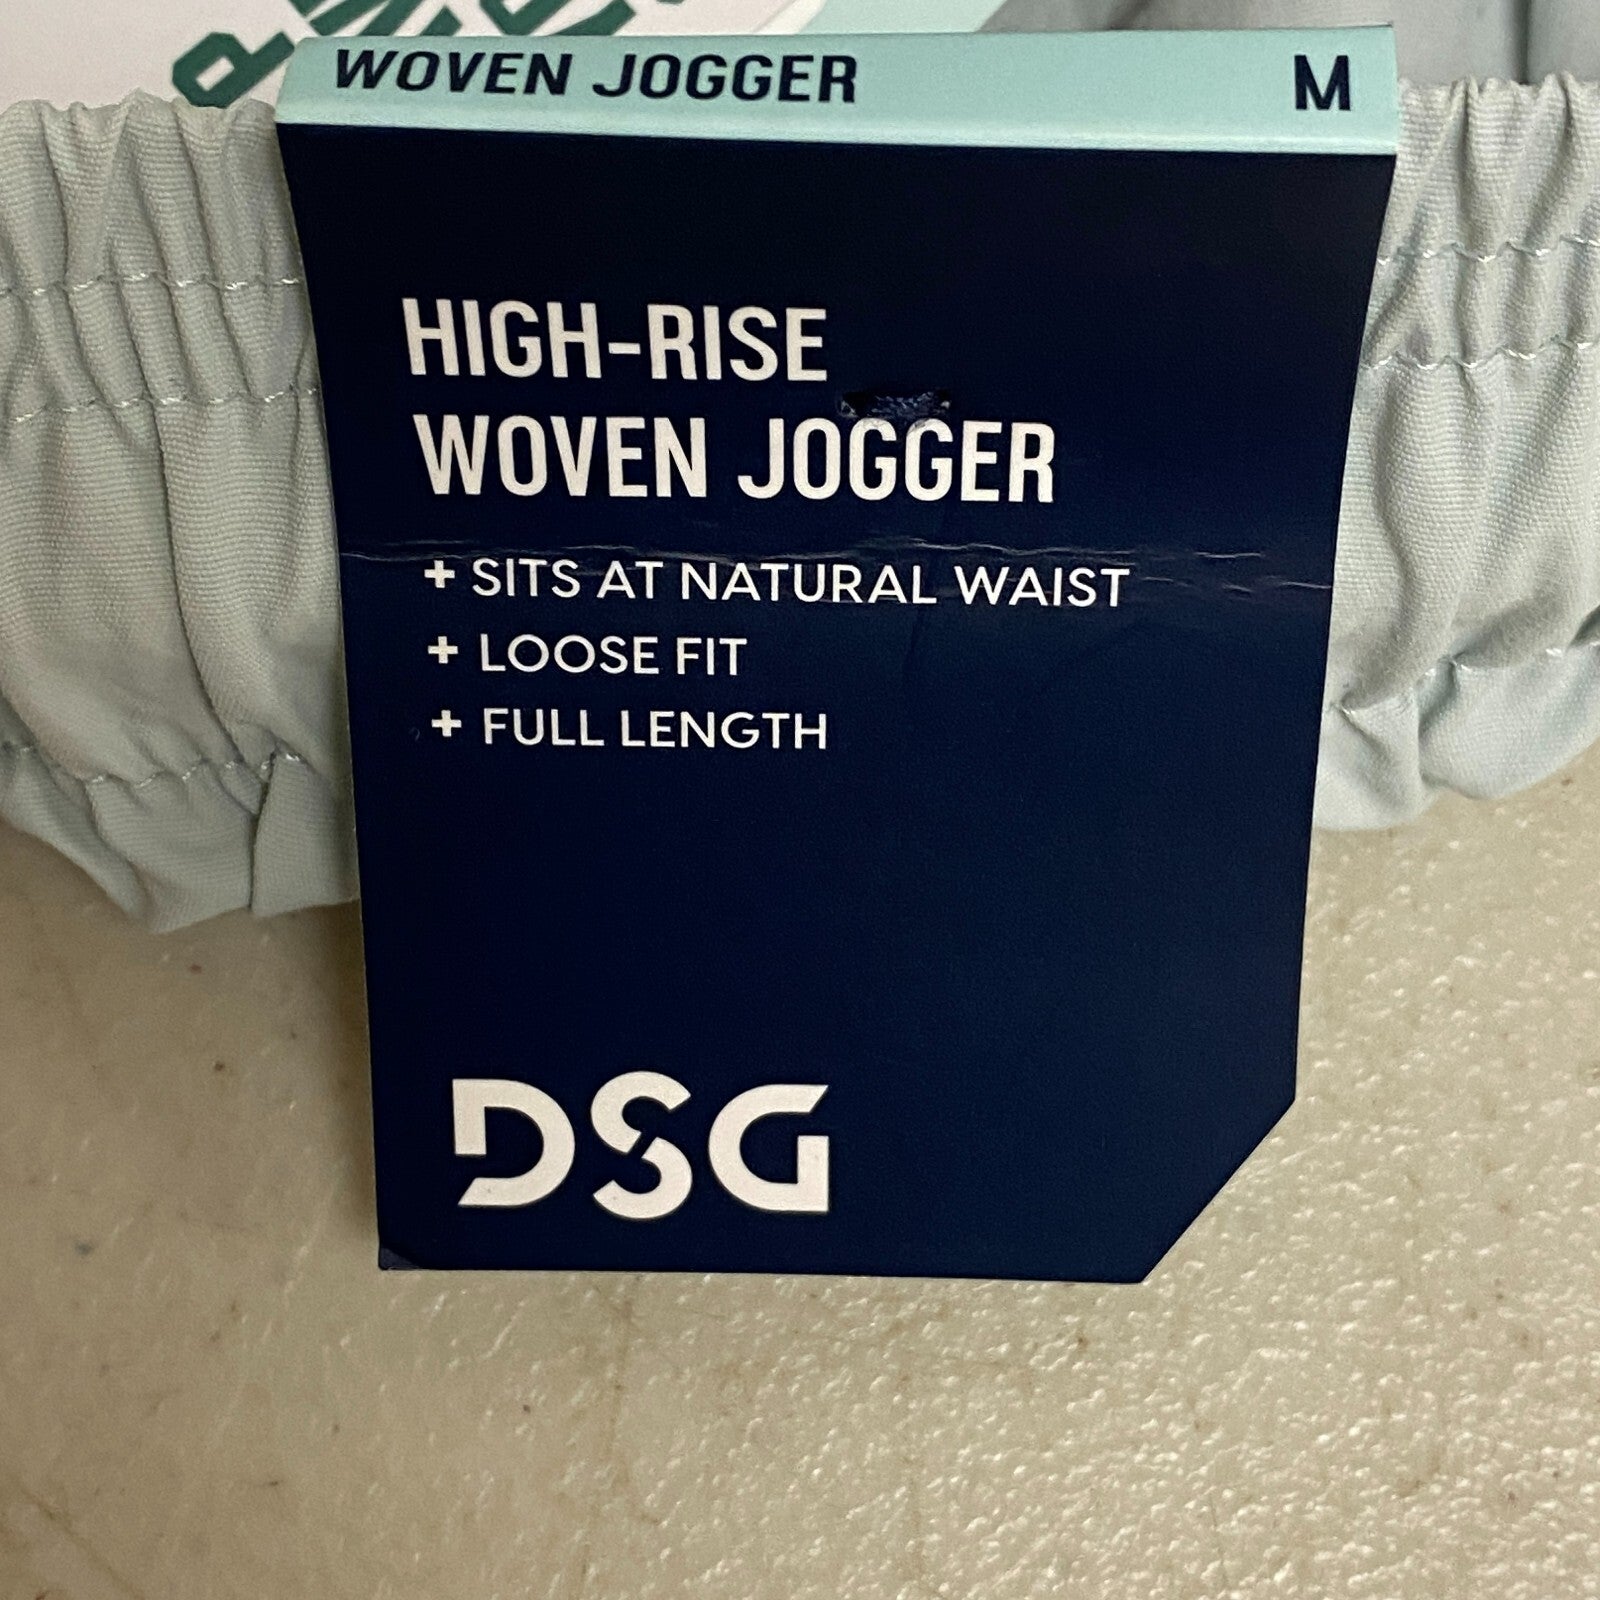 WOVEN JOGGER M
HIGH-RISE
WOVEN JOGGER
+ SITS AT NATURAL WAIST
+ LOOSE FIT
+ FULL LENGTH
DSG